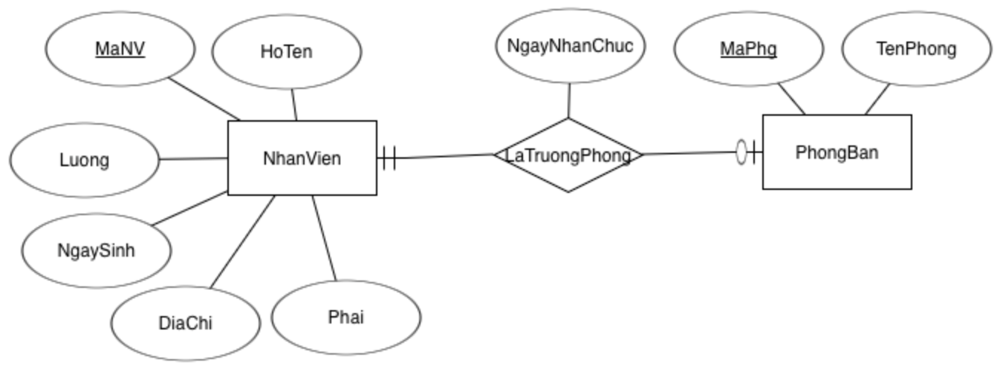 MaNV
HoTen
NgayNhanChuc
MaPhg
TenPhong
Luong
NhanVien
LaTruongPhong
PhongBan
NgaySinh
DiaChi
Phai